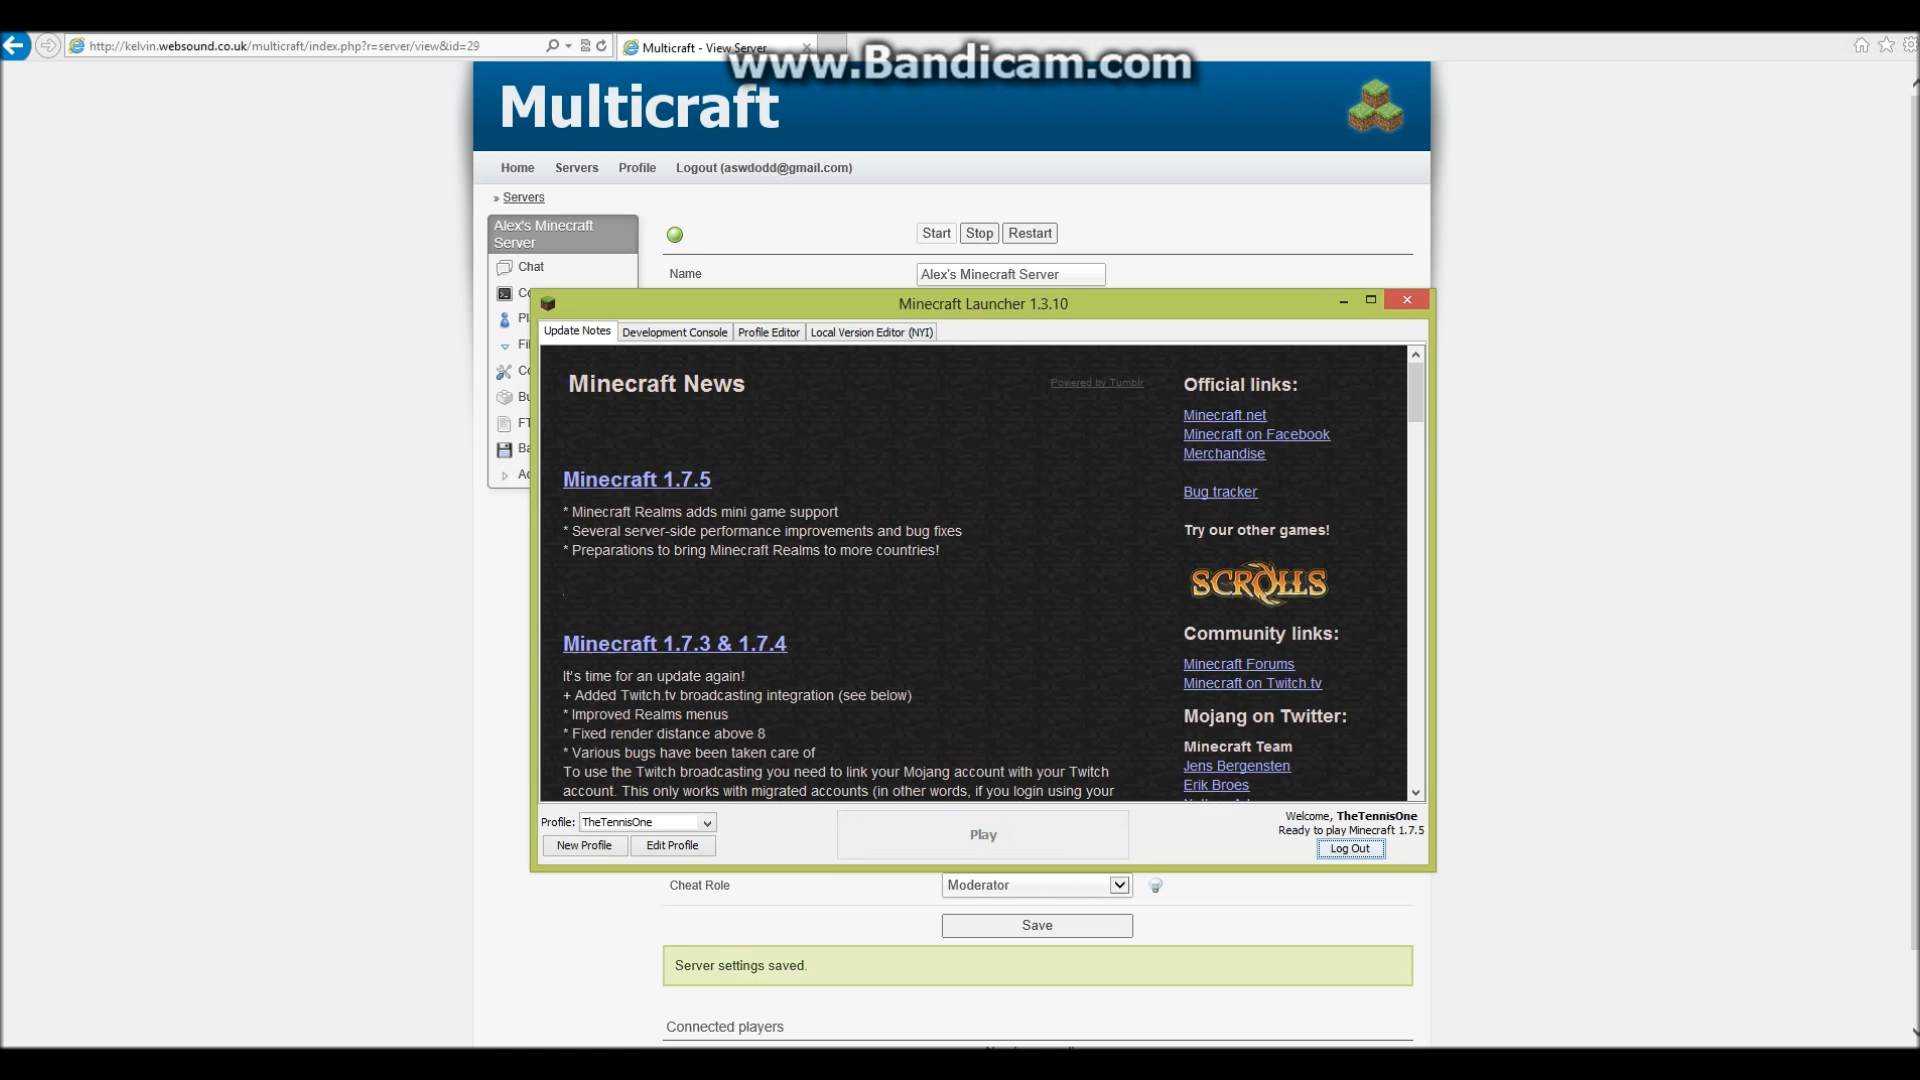 http://kelvin.websound.co.uk/multicraft/index.php?r=server/view&id=29
Multicraft - View Server
www.Bandicam.com
Multicraft
Home Servers Profile Logout (aswdodd@gmail.com)
» Servers
Alex's Minecraft
Server
Chat
Start Stop Restart
Name Alex's Minecraft Server
Minecraft Launcher 1.3.10
Update Notes Development Console Profile Editor Local Version Editor (NYI)
Minecraft News
Powered by Tumblr
Minecraft 1.7.5
* Minecraft Realms adds mini game support
* Several server-side performance improvements and bug fixes
* Preparations to bring Minecraft Realms to more countries!
Minecraft 1.7.3 & 1.7.4
It's time for an update again!
+ Added Twitch.tv broadcasting integration (see below)
* Improved Realms menus
* Fixed render distance above 8
* Various bugs have been taken care of
To use the Twitch broadcasting you need to link your Mojang account with your Twitch
account. This only works with migrated accounts (in other words, if you login using your
Official links:
Minecraft.net
Minecraft on Facebook
Merchandise
Bug tracker
Try our other games!
SCROLLS
Community links:
Minecraft Forums
Minecraft on Twitch.tv
Mojang on Twitter:
Minecraft Team
Jens Bergensten
Erik Broes
Profile: TheTennisOne
New Profile Edit Profile
Play
Welcome, TheTennisOne
Ready to play Minecraft 1.7.5
Log Out
Cheat Role Moderator
Save
Server settings saved.
Connected players